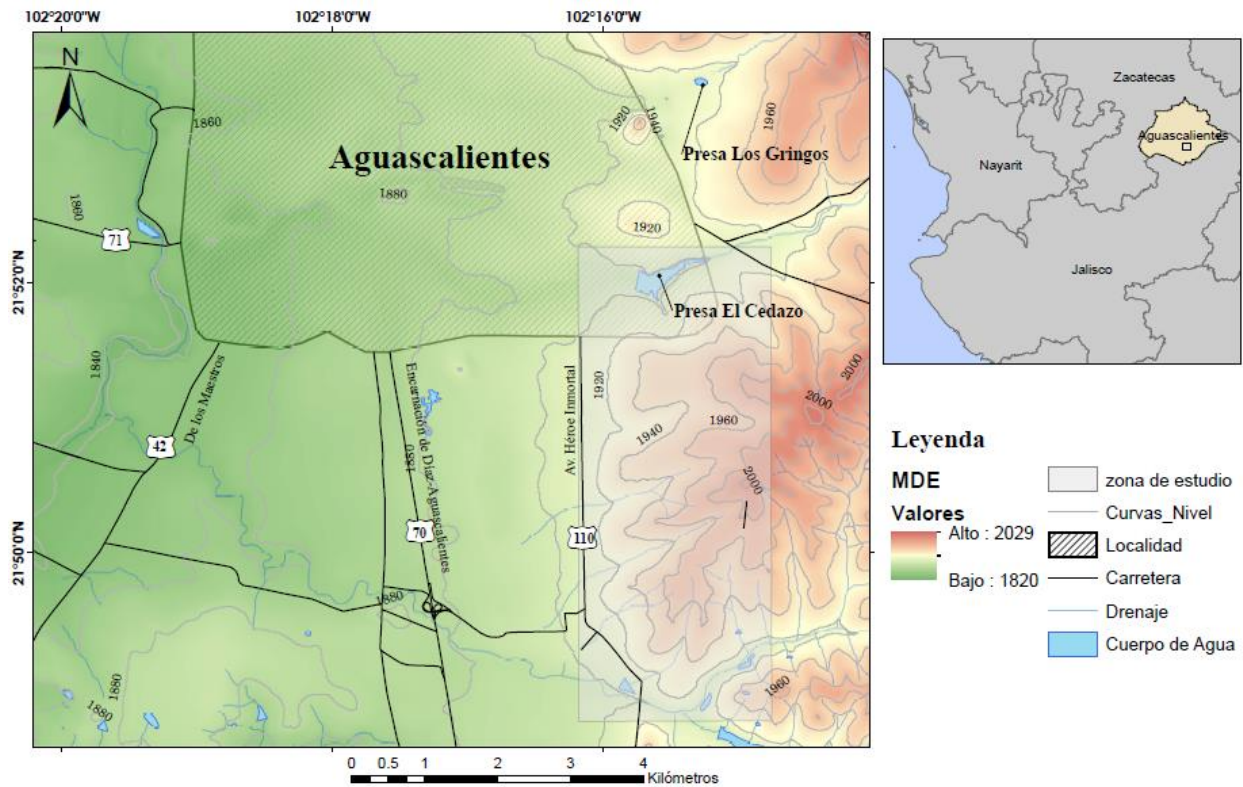 102°20'0"W
102°18'0"W
102°16'0"W
21°52'0"N
21°50'0"N
N
1860
Aguascalientes
1880
1920
1940
1960
Presa Los Gringos
1860
71
1920
Presa El Cedazo
1840
De los Maestros
42
Encarnación de Díaz-Aguascalientes
1880
70
Av. Héroe Inmortal
110
1920
1940
1960
2000
2000
2000
1880
1880
1880
1960
0 0.5 1 2 3 4
Kilómetros
Zacatecas
Aguascalientes
Nayarit
Jalisco
Leyenda
MDE
Valores
Alto : 2029
Bajo : 1820
zona de estudio
Curvas_Nivel
Localidad
Carretera
Drenaje
Cuerpo de Agua